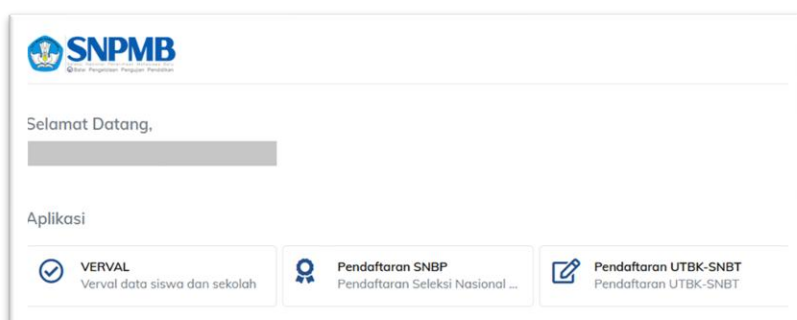 SNPMB
Selamat Datang,
Aplikasi
VERVAL
Verval data siswa dan sekolah
Pendaftaran SNBP
Pendaftaran Seleksi Nasional ...
Pendaftaran UTBK-SNBT
Pendaftaran UTBK-SNBT